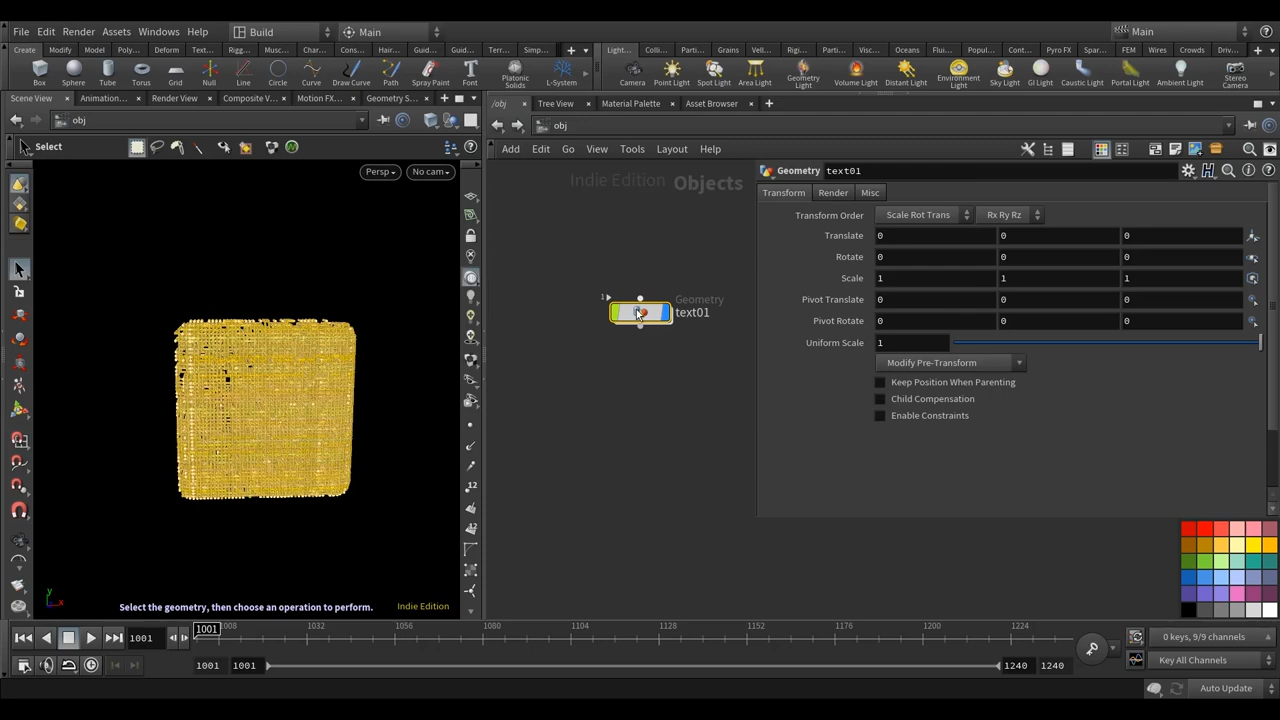 File Edit Render Assets Windows Help Build Main Main
Create Modify Model Poly... Deform Text... Rigg... Musc... Char... Cons... Hair... Guid... Guid... Terr... Simp... Light... Colli... Parti... Grains Vell... Rigi... Parti... Visc... Oceans Flui... Popul... Cont... Pyro FX Spar... FEM Wires Crowds Driv...
Box Sphere Tube Torus Grid Null Line Circle Curve Draw Curve Path Spray Paint Font Platonic Solids L-System Camera Point Light Spot Light Area Light Geometry Light Volume Light Distant Light Environment Light Sky Light GI Light Caustic Light Portal Light Ambient Light Stereo Camera
Scene View Animation... Render View Composite V... Motion FX... Geometry S... /obj Tree View Material Palette Asset Browser
obj obj
Select Add Edit Go View Tools Layout Help
Persp No cam Indie Edition Objects
Geometry text01
Transform Render Misc
Transform Order Scale Rot Trans Rx Ry Rz
Translate 0 0 0
Rotate 0 0 0
Scale 1 1 1
Pivot Translate 0 0 0
Pivot Rotate 0 0 0
Uniform Scale 1
Modify Pre-Transform
Keep Position When Parenting
Child Compensation
Enable Constraints
1
Geometry
text01
12
12
y
x
Select the geometry, then choose an operation to perform. Indie Edition
1001 1001 1008 1032 1056 1080 1104 1128 1152 1176 1200 1224 0 keys, 9/9 channels
1001 1001 1240 1240 Key All Channels
Auto Update